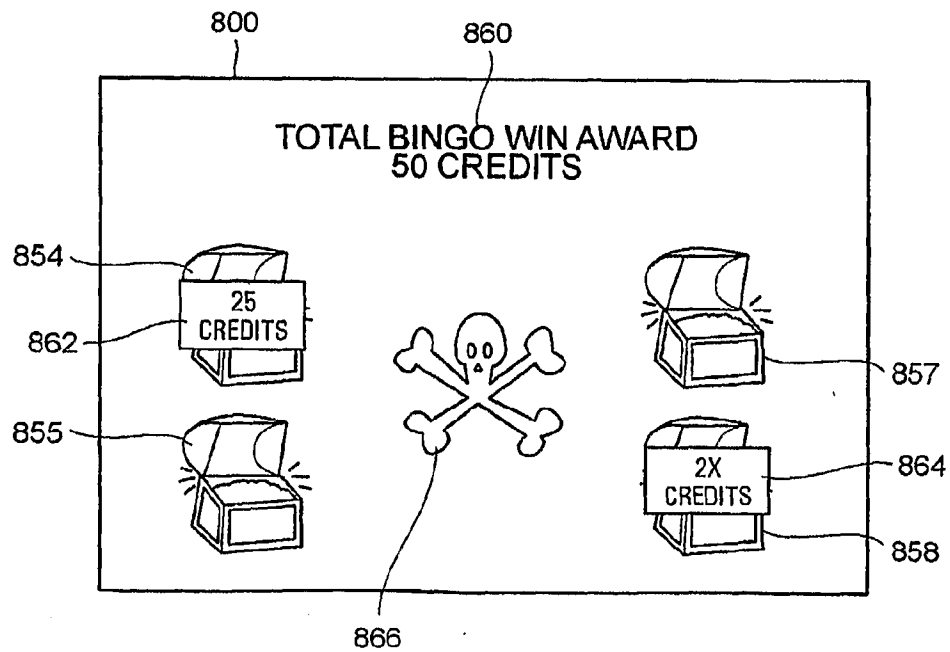 800
860
TOTAL BINGO WIN AWARD
50 CREDITS
854
25
CREDITS
862
857
855
2X
CREDITS
864
858
866